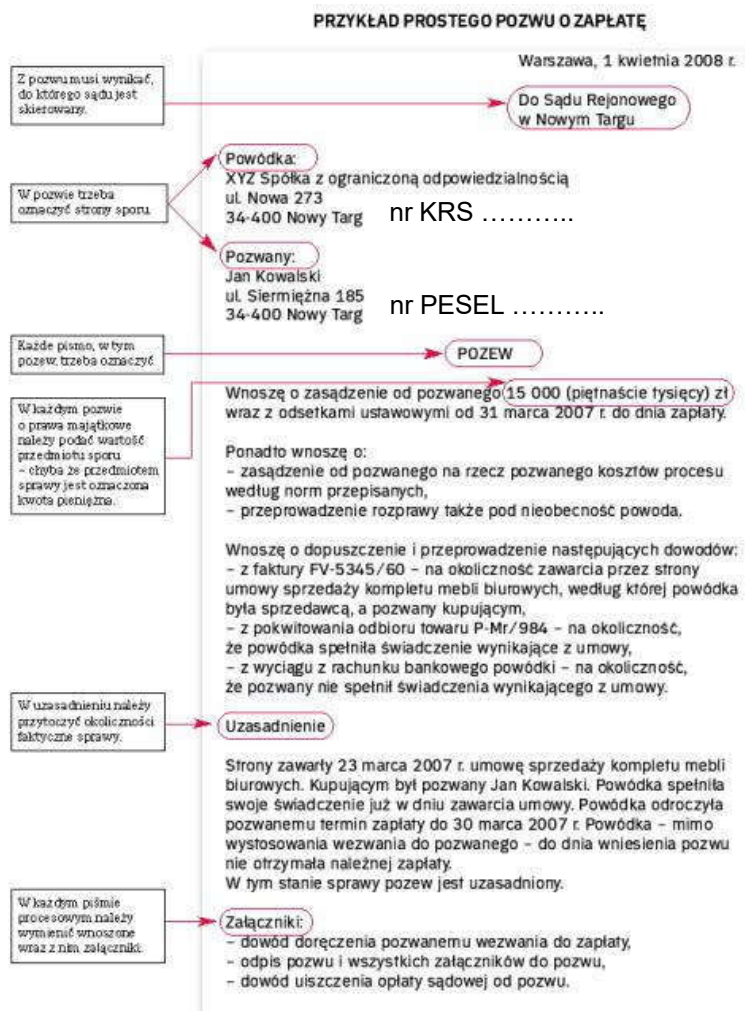 PRZYKŁAD PROSTEGO POZWU O ZAPŁATĘ
Warszawa, 1 kwietnia 2008 r.
Z pozwu musi wynikać,
do którego sądu jest
skierowany.
Do Sądu Rejonowego
w Nowym Targu
W pozwie trzeba
oznaczyć strony sporu.
Powódka:
XYZ Spółka z ograniczoną odpowiedzialnością
ul. Nowa 273
34-400 Nowy Targ
nr KRS ………..
Pozwany:
Jan Kowalski
ul. Siermiężna 185
34-400 Nowy Targ
nr PESEL ………..
Każde pismo, w tym
pozew, trzeba oznaczyć
POZEW
W każdym pozwie
o prawa majątkowe
należy podać wartość
przedmiotu sporu
– chyba że przedmiotem
sprawy jest oznaczona
kwota pieniężna.
Wnoszę o zasądzenie od pozwanego 15 000 (piętnaście tysięcy) zł
wraz z odsetkami ustawowymi od 31 marca 2007 r. do dnia zapłaty.
Ponadto wnoszę o:
– zasądzenie od pozwanego na rzecz pozwanego kosztów procesu
według norm przepisanych,
– przeprowadzenie rozprawy także pod nieobecność powoda.
Wnoszę o dopuszczenie i przeprowadzenie następujących dowodów:
– z faktury FV-5345/60 – na okoliczność zawarcia przez strony
umowy sprzedaży kompletu mebli biurowych, według której powódka
była sprzedawcą, a pozwany kupującym,
– z pokwitowania odbioru towaru P-Mr/984 – na okoliczność,
że powódka spełniła świadczenie wynikające z umowy,
– z wyciągu z rachunku bankowego powódki – na okoliczność,
że pozwany nie spełnił świadczenia wynikającego z umowy.
W uzasadnieniu należy
przytoczyć okoliczności
faktyczne sprawy.
Uzasadnienie
Strony zawarły 23 marca 2007 r. umowę sprzedaży kompletu mebli
biurowych. Kupującym był pozwany Jan Kowalski. Powódka spełniła
swoje świadczenie już w dniu zawarcia umowy. Powódka odroczyła
pozwanemu termin zapłaty do 30 marca 2007 r. Powódka – mimo
wystosowania wezwania do pozwanego – do dnia wniesienia pozwu
nie otrzymała należnej zapłaty.
W tym stanie sprawy pozew jest uzasadniony.
W każdym piśmie
procesowym należy
wymienić wnoszone
wraz z nim załączniki.
Załączniki:
– dowód doręczenia pozwanemu wezwania do zapłaty,
– odpis pozwu i wszystkich załączników do pozwu,
– dowód uiszczenia opłaty sądowej od pozwu.